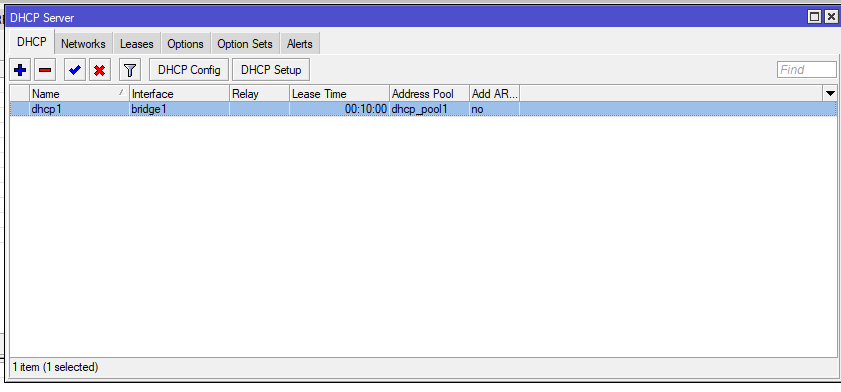 DHCP Server
DHCP Networks Leases Options Option Sets Alerts
DHCP Config DHCP Setup Find
Name Interface Relay Lease Time Address Pool Add AR...
dhcp1 bridge1 00:10:00 dhcp_pool1 no
1 item (1 selected)